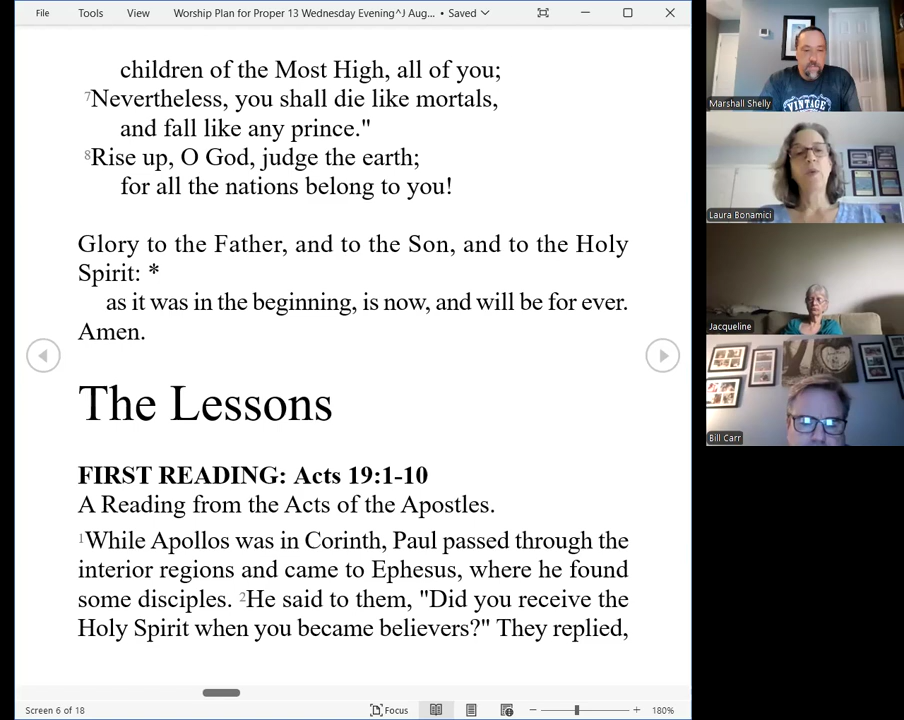 File Tools View Worship Plan for Proper 13 Wednesday Evening^J Aug... • Saved
children of the Most High, all of you;
7Nevertheless, you shall die like mortals,
and fall like any prince."
8Rise up, O God, judge the earth;
for all the nations belong to you!
Glory to the Father, and to the Son, and to the Holy
Spirit: *
as it was in the beginning, is now, and will be for ever.
Amen.
The Lessons
FIRST READING: Acts 19:1-10
A Reading from the Acts of the Apostles.
1While Apollos was in Corinth, Paul passed through the
interior regions and came to Ephesus, where he found
some disciples. 2He said to them, "Did you receive the
Holy Spirit when you became believers?" They replied,
Screen 6 of 18 Focus 180%
VINTAGE
Marshall Shelly
Laura Bonamici
Jacqueline
Bill Carr